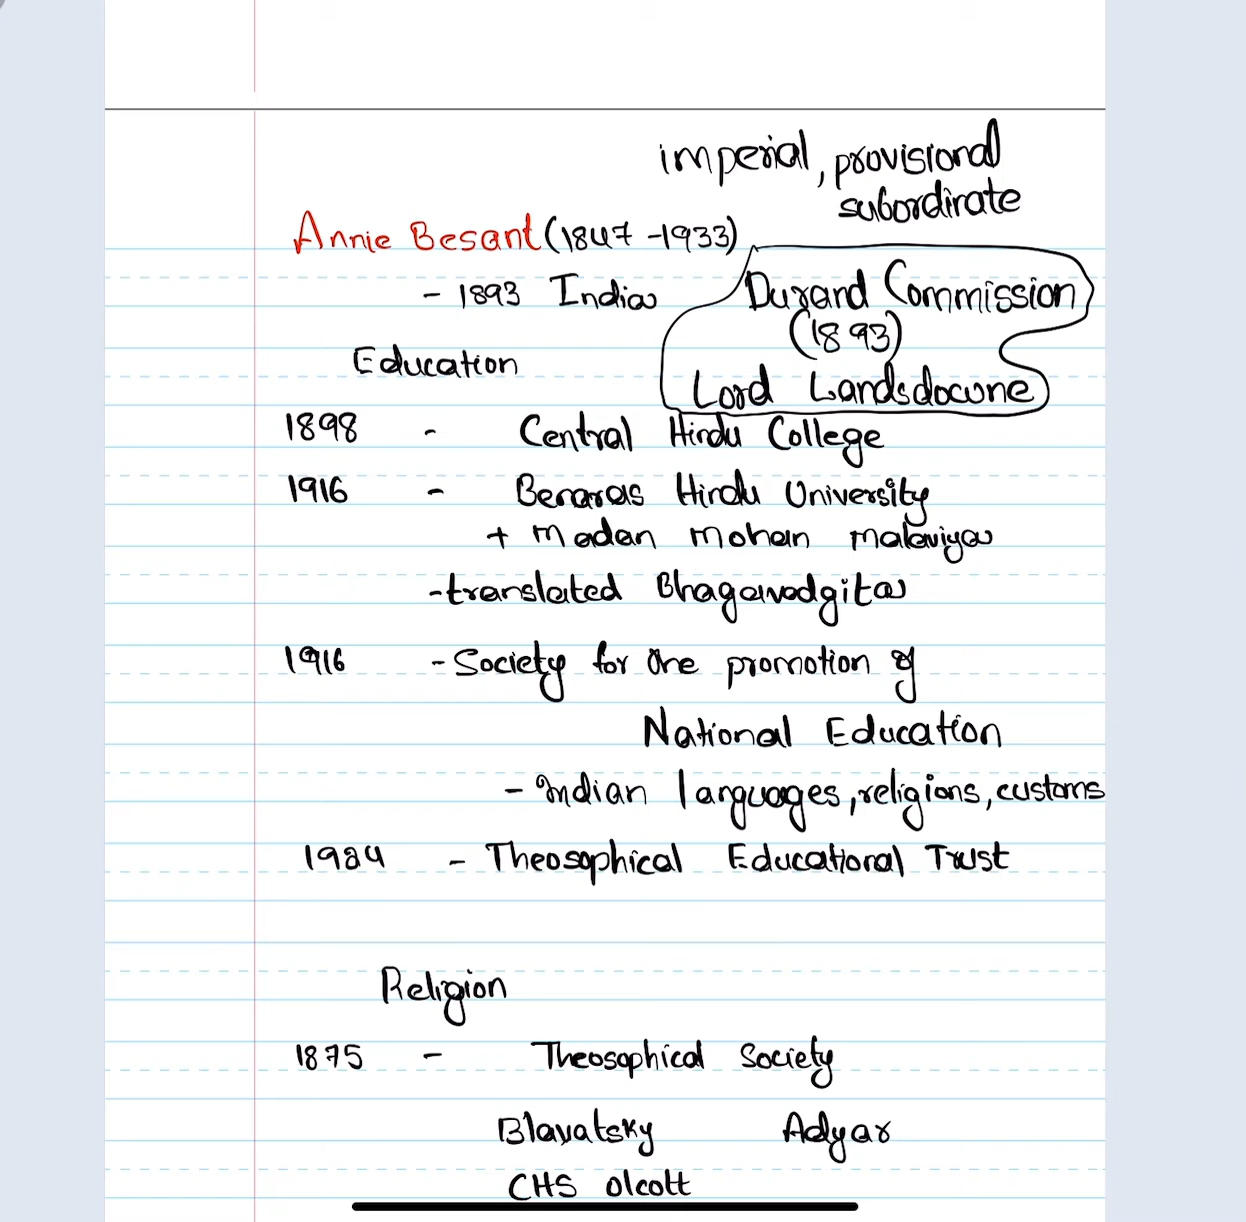 imperial, provisional
subordinate
Annie Besant (1847 - 1933)
- 1893 India
Durand Commission
(1893)
Lord Landsdowne
Education
1898 - Central Hindu College
1916 - Benaras Hindu University
+ Madan Mohan Malaviya
- translated Bhagavadgita
1916 - Society for the promotion of
National Education
- Indian languages, religions, customs
1924 - Theosophical Educational Trust
Religion
1875 - Theosophical Society
Blavatsky Adyar
CHS Olcott